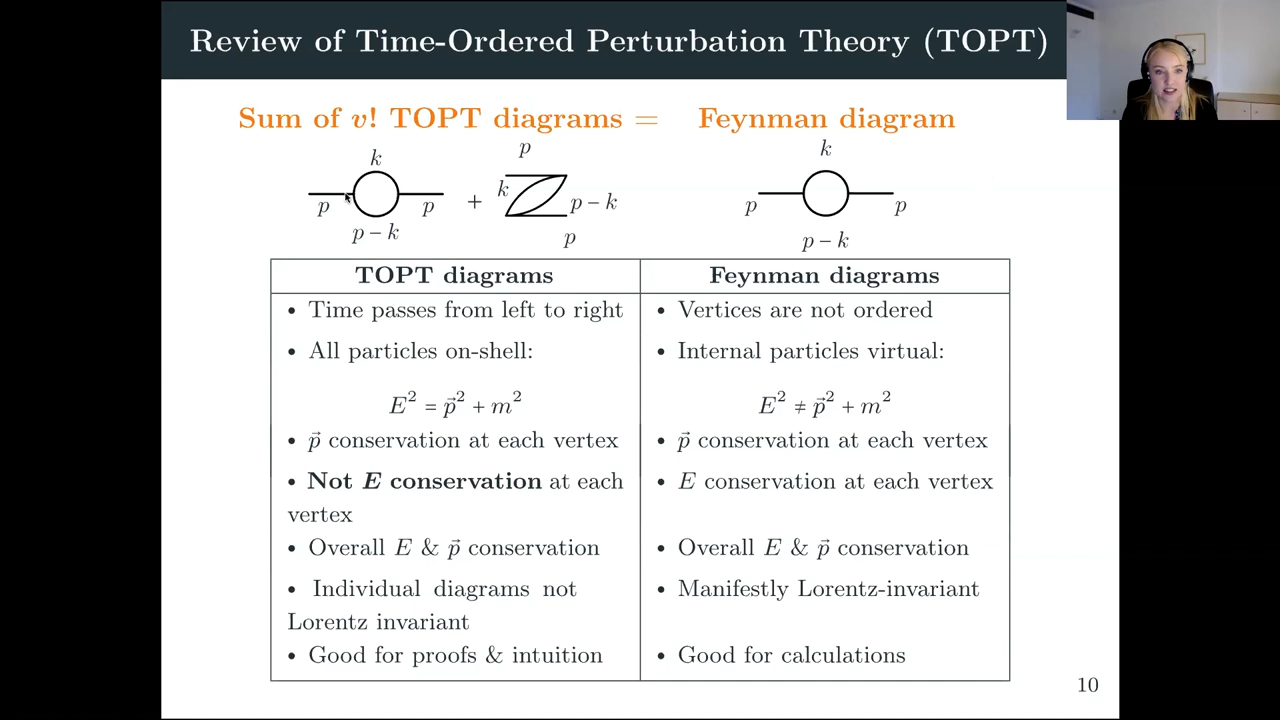 Review of Time-Ordered Perturbation Theory (TOPT)
Sum of v! TOPT diagrams = Feynman diagram
k
p
p
p − k
+
p
k
p − k
p
k
p
p
p − k
TOPT diagrams
• Time passes from left to right
• All particles on-shell:
E² = p⃗² + m²
• p⃗ conservation at each vertex
• Not E conservation at each
vertex
• Overall E & p⃗ conservation
• Individual diagrams not
Lorentz invariant
• Good for proofs & intuition
Feynman diagrams
• Vertices are not ordered
• Internal particles virtual:
E² ≠ p⃗² + m²
• p⃗ conservation at each vertex
• E conservation at each vertex
• Overall E & p⃗ conservation
• Manifestly Lorentz-invariant
• Good for calculations
10